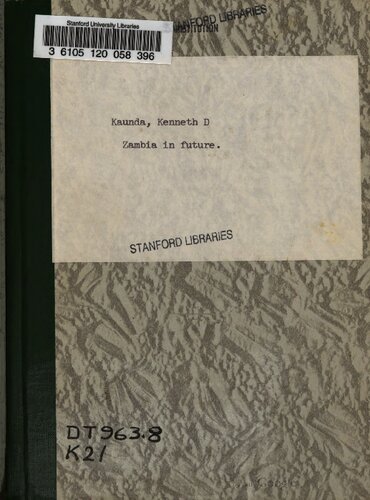 Stanford University Libraries
3 6105 120 058 396
STANFORD LIBRARIES
Kaunda, Kenneth D
Zambia in future.
STANFORD LIBRARIES
DT963.8
K21